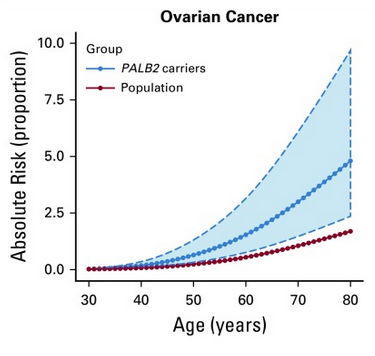 Ovarian Cancer
Absolute Risk (proportion)
10.0
7.5
5.0
2.5
0.0
Group
PALB2 carriers
Population
30 40 50 60 70 80
Age (years)